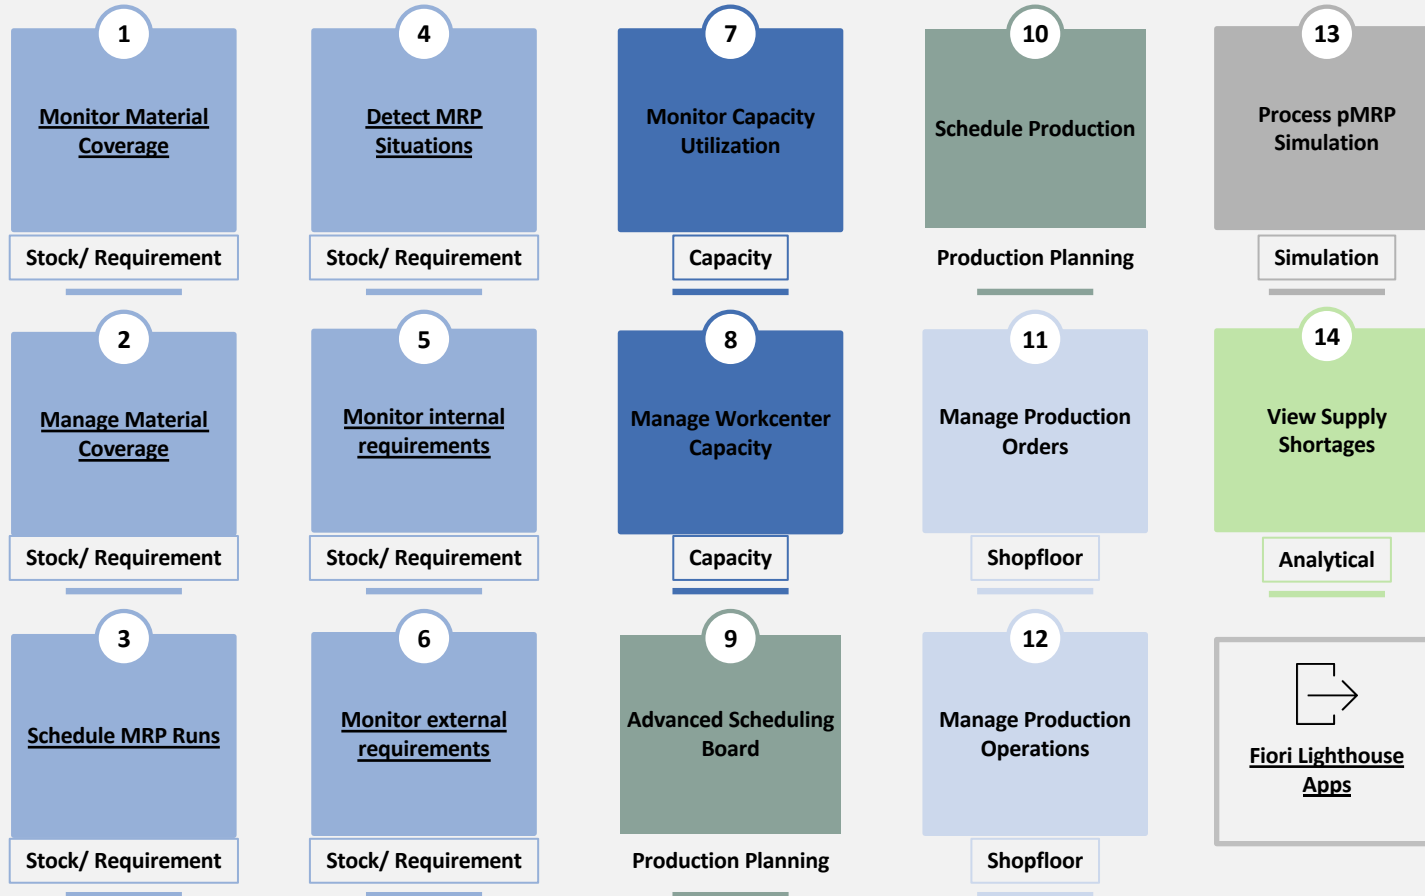 1
Monitor Material
Coverage
Stock/ Requirement
4
Detect MRP
Situations
Stock/ Requirement
7
Monitor Capacity
Utilization
Capacity
10
Schedule Production
Production Planning
13
Process pMRP
Simulation
Simulation
2
Manage Material
Coverage
Stock/ Requirement
5
Monitor internal
requirements
Stock/ Requirement
8
Manage Workcenter
Capacity
Capacity
11
Manage Production
Orders
Shopfloor
14
View Supply
Shortages
Analytical
3
Schedule MRP Runs
Stock/ Requirement
6
Monitor external
requirements
Stock/ Requirement
9
Advanced Scheduling
Board
Production Planning
12
Manage Production
Operations
Shopfloor
Fiori Lighthouse
Apps